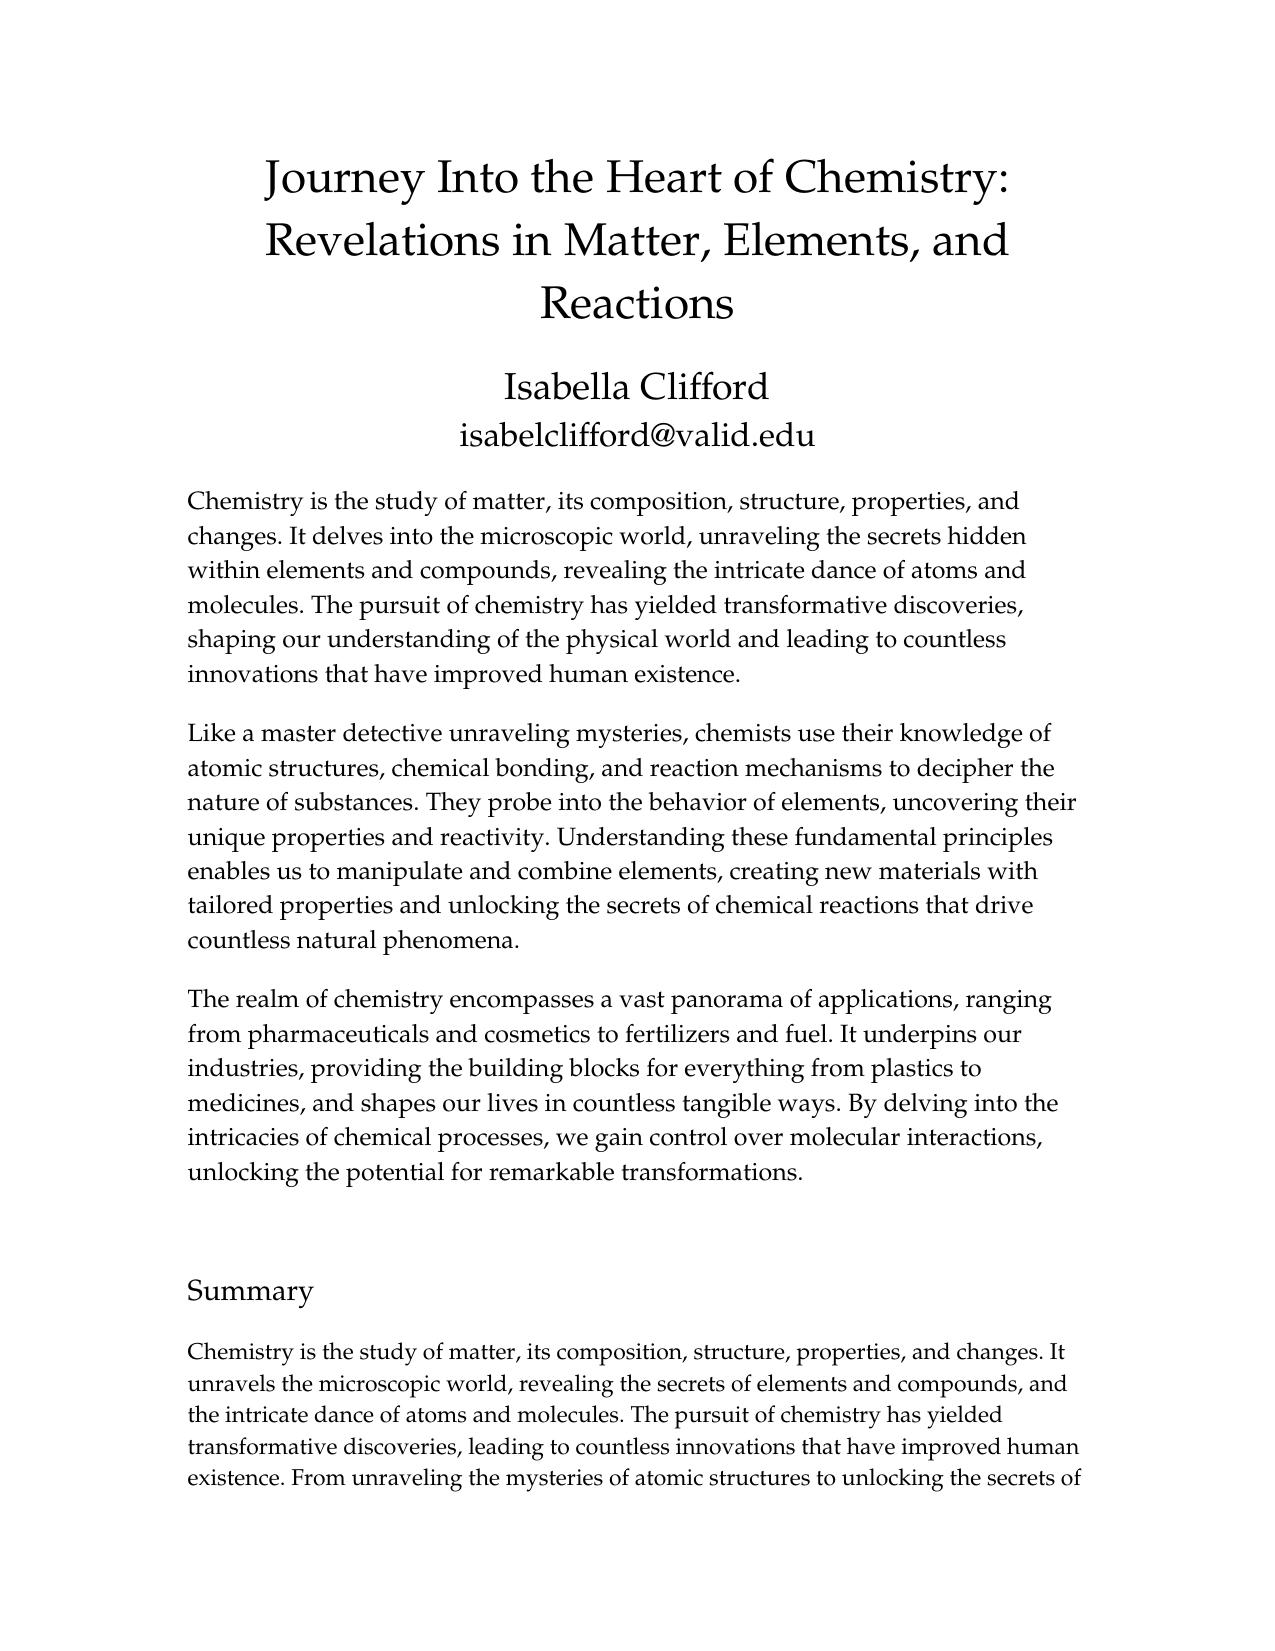 Journey Into the Heart of Chemistry:
Revelations in Matter, Elements, and
Reactions
Isabella Clifford
isabelclifford@valid.edu
Chemistry is the study of matter, its composition, structure, properties, and
changes. It delves into the microscopic world, unraveling the secrets hidden
within elements and compounds, revealing the intricate dance of atoms and
molecules. The pursuit of chemistry has yielded transformative discoveries,
shaping our understanding of the physical world and leading to countless
innovations that have improved human existence.
Like a master detective unraveling mysteries, chemists use their knowledge of
atomic structures, chemical bonding, and reaction mechanisms to decipher the
nature of substances. They probe into the behavior of elements, uncovering their
unique properties and reactivity. Understanding these fundamental principles
enables us to manipulate and combine elements, creating new materials with
tailored properties and unlocking the secrets of chemical reactions that drive
countless natural phenomena.
The realm of chemistry encompasses a vast panorama of applications, ranging
from pharmaceuticals and cosmetics to fertilizers and fuel. It underpins our
industries, providing the building blocks for everything from plastics to
medicines, and shapes our lives in countless tangible ways. By delving into the
intricacies of chemical processes, we gain control over molecular interactions,
unlocking the potential for remarkable transformations.
Summary
Chemistry is the study of matter, its composition, structure, properties, and changes. It
unravels the microscopic world, revealing the secrets of elements and compounds, and
the intricate dance of atoms and molecules. The pursuit of chemistry has yielded
transformative discoveries, leading to countless innovations that have improved human
existence. From unraveling the mysteries of atomic structures to unlocking the secrets of